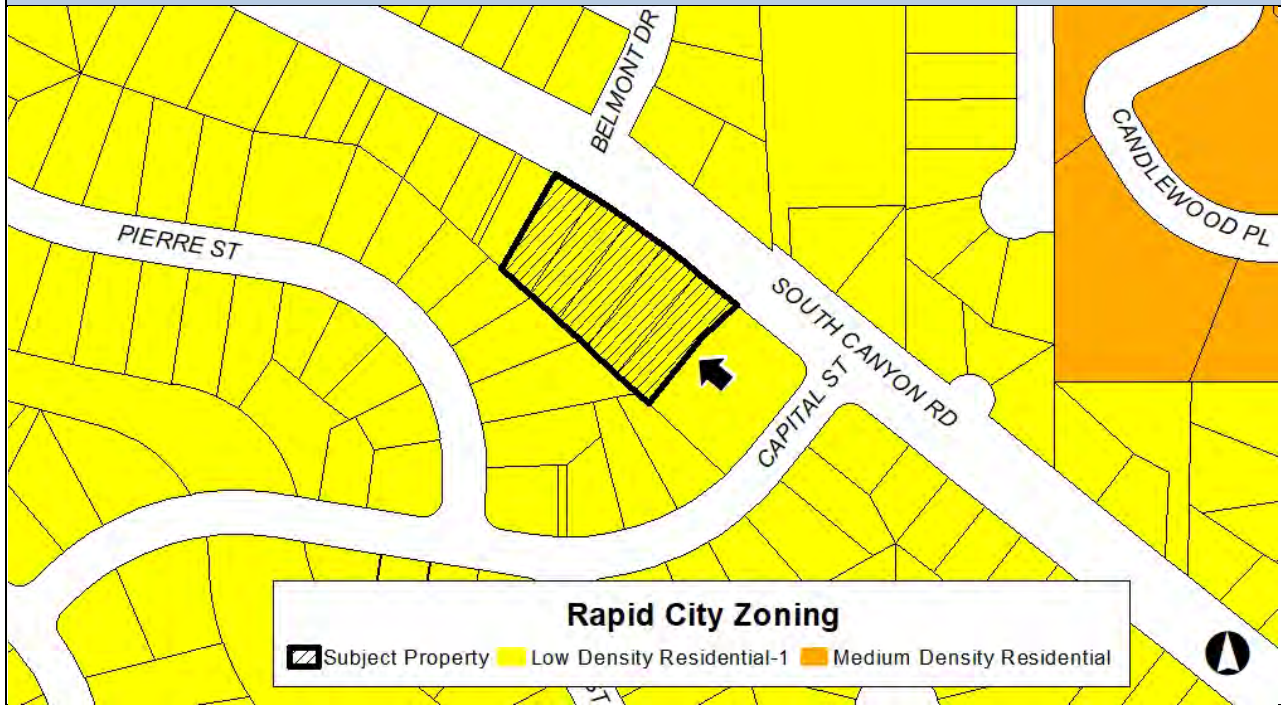 BELMONT DR
CANDLEWOOD PL
PIERRE ST
SOUTH CANYON RD
CAPITAL ST
Rapid City Zoning
Subject Property Low Density Residential-1 Medium Density Residential
ST